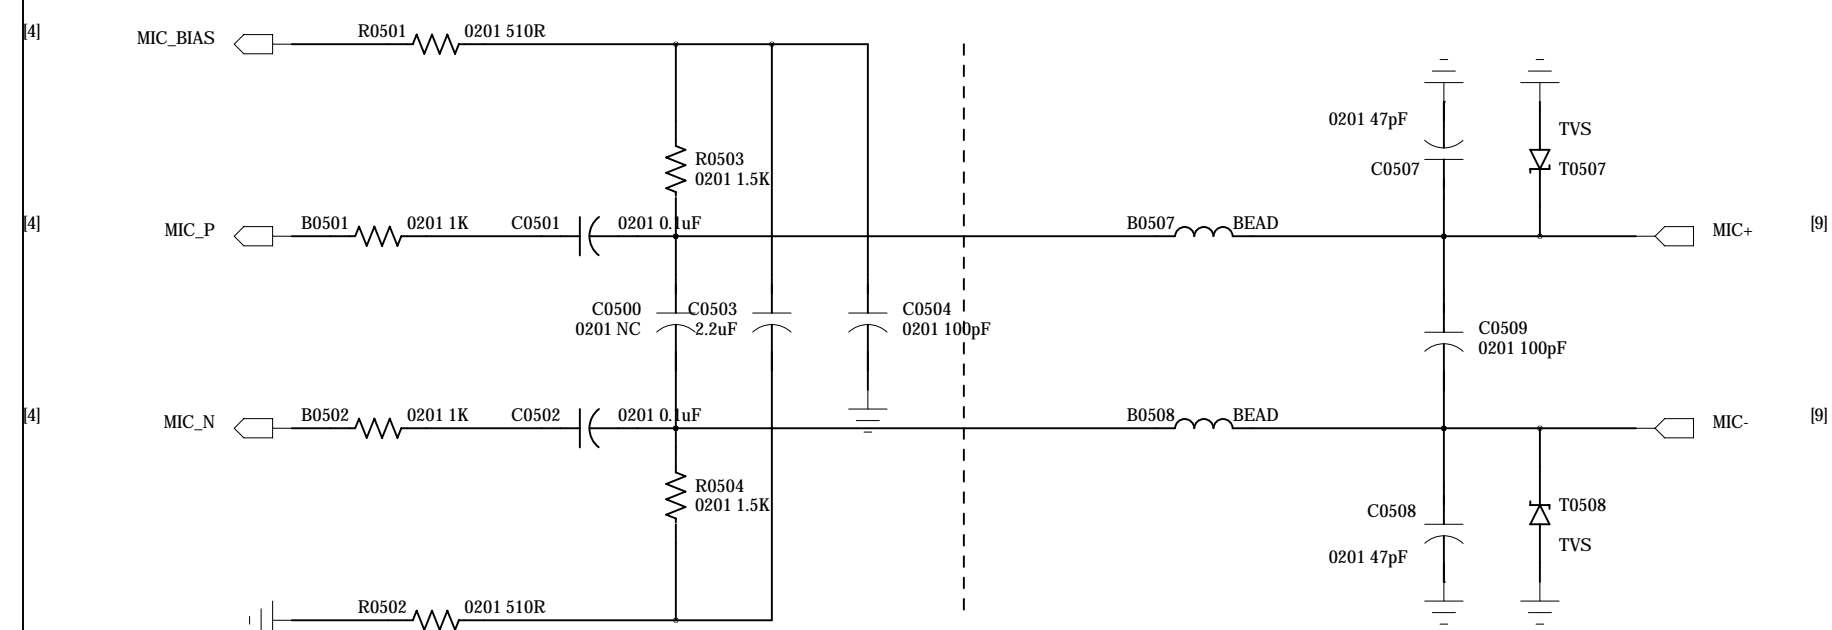 [4] MIC_BIAS R0501 0201 510R
0201 47pF TVS
R0503
0201 1.5K
C0507 T0507
[4] MIC_P B0501 0201 1K C0501 0201 0.1uF B0507 BEAD MIC+ [9]
C0500 C0503 C0504
0201 NC 2.2uF 0201 100pF
C0509
0201 100pF
[4] MIC_N B0502 0201 1K C0502 0201 0.1uF B0508 BEAD MIC- [9]
R0504
0201 1.5K
C0508 T0508
0201 47pF TVS
R0502 0201 510R